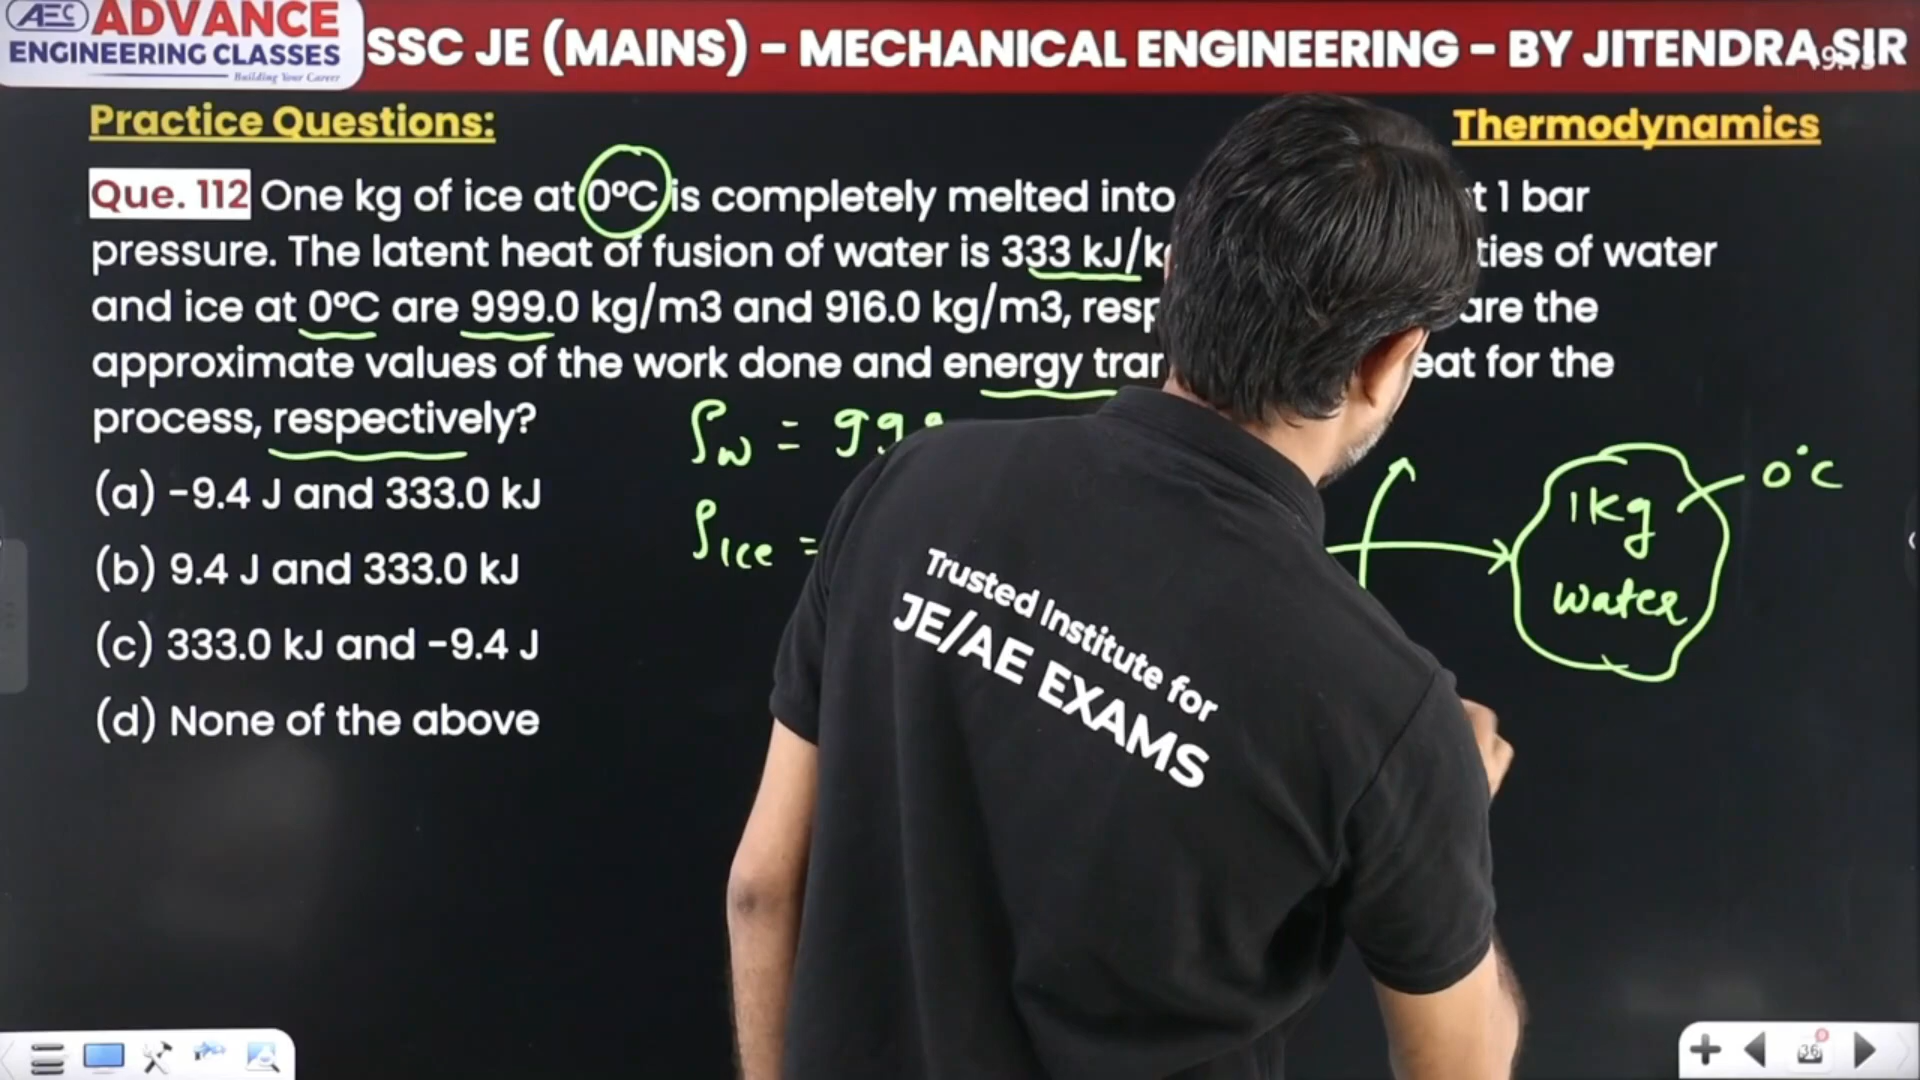 AEC ADVANCE
ENGINEERING CLASSES
Building Your Career
SSC JE (MAINS) - MECHANICAL ENGINEERING - BY JITENDRA SIR
Practice Questions:
Thermodynamics
Que. 112 One kg of ice at 0°C is completely melted into 1 bar
pressure. The latent heat of fusion of water is 333 kJ/ of water
and ice at 0°C are 999.0 kg/m3 and 916.0 kg/m3, are the
approximate values of the work done and energy for the
process, respectively?
(a) -9.4 J and 333.0 kJ
(b) 9.4 J and 333.0 kJ
(c) 333.0 kJ and -9.4 J
(d) None of the above
ρw = 99
ρIce =
1kg
water
0°C
Trusted Institute for
JE/AE EXAMS
36